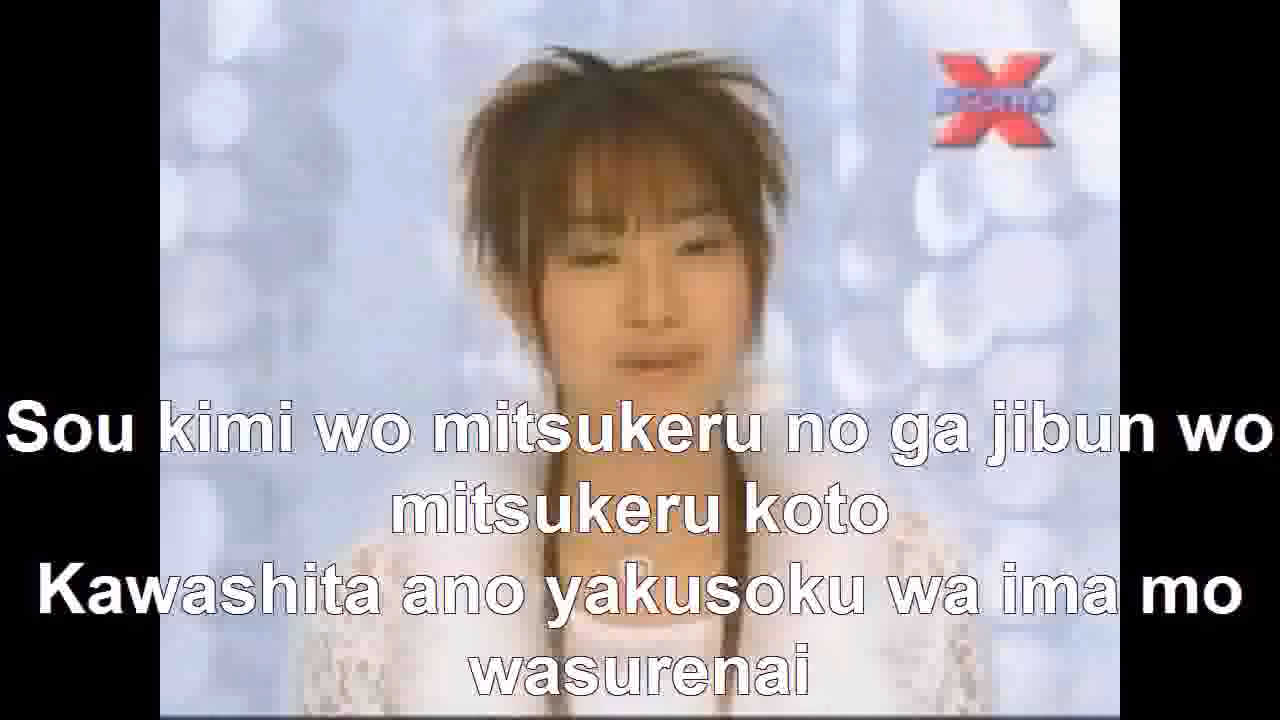 X
Sou kimi wo mitsukeru no ga jibun wo
mitsukeru koto
Kawashita ano yakusoku wa ima mo
wasurenai